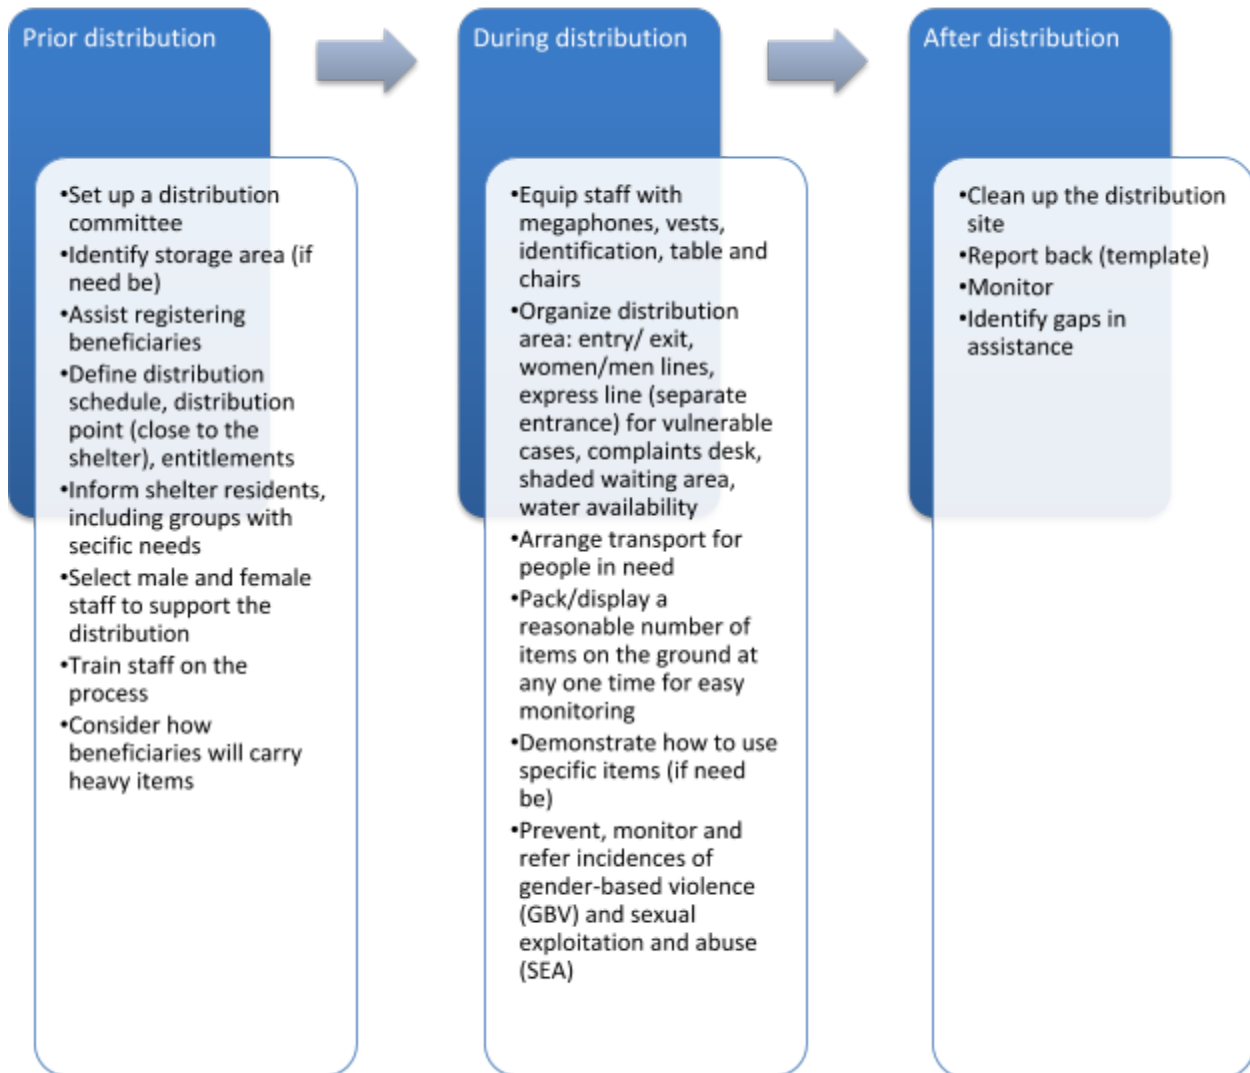 Prior distribution
•Set up a distribution
committee
•Identify storage area (if
need be)
•Assist registering
beneficiaries
•Define distribution
schedule, distribution
point (close to the
shelter), entitlements
•Inform shelter residents,
including groups with
secific needs
•Select male and female
staff to support the
distribution
•Train staff on the
process
•Consider how
beneficiaries will carry
heavy items
During distribution
•Equip staff with
megaphones, vests,
identification, table and
chairs
•Organize distribution
area: entry/ exit,
women/men lines,
express line (separate
entrance) for vulnerable
cases, complaints desk,
shaded waiting area,
water availability
•Arrange transport for
people in need
•Pack/display a
reasonable number of
items on the ground at
any one time for easy
monitoring
•Demonstrate how to use
specific items (if need
be)
•Prevent, monitor and
refer incidences of
gender-based violence
(GBV) and sexual
exploitation and abuse
(SEA)
After distribution
•Clean up the distribution
site
•Report back (template)
•Monitor
•Identify gaps in
assistance